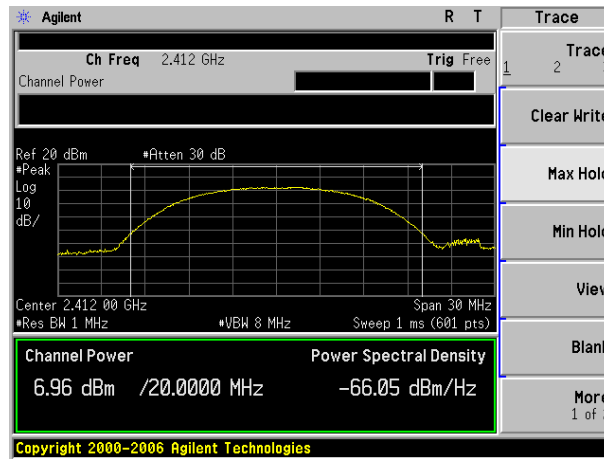 Agilent R T Trace
Ch Freq 2.412 GHz Trig Free
Channel Power
Trace
1 2
Clear Write
Ref 20 dBm #Atten 30 dB
#Peak
Log
10
dB/
Max Hold
Min Hold
View
Center 2.412 00 GHz Span 30 MHz
#Res BW 1 MHz #VBW 8 MHz Sweep 1 ms (601 pts)
Blank
Channel Power Power Spectral Density
6.96 dBm /20.0000 MHz -66.05 dBm/Hz
More
1 of
Copyright 2000-2006 Agilent Technologies